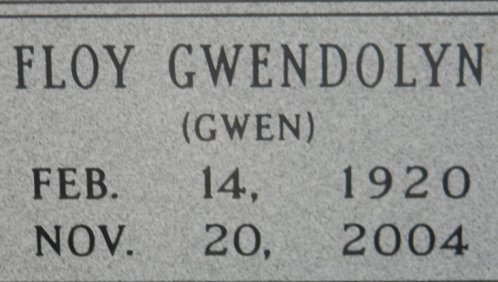 FLOY GWENDOLYN
(GWEN)
FEB. 14, 1920
NOV. 20, 2004